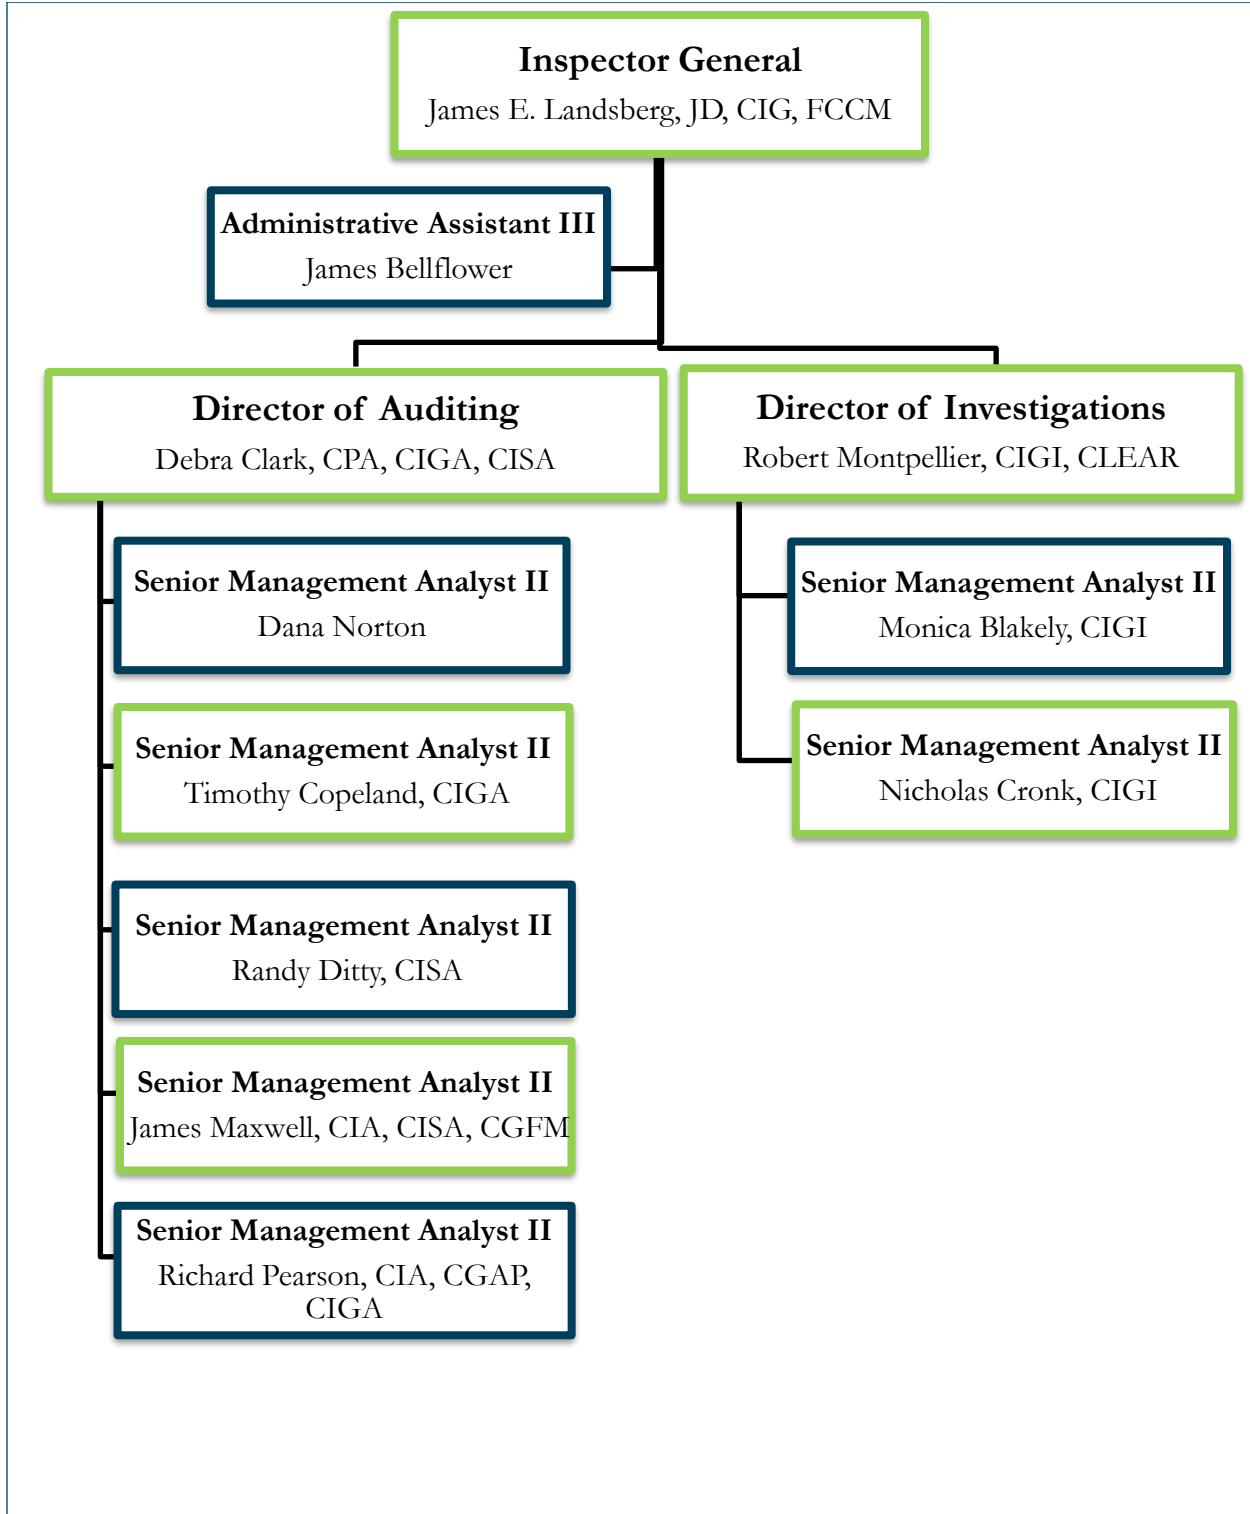 Inspector General
James E. Landsberg, JD, CIG, FCCM
Administrative Assistant III
James Bellflower
Director of Auditing
Debra Clark, CPA, CIGA, CISA
Director of Investigations
Robert Montpellier, CIGI, CLEAR
Senior Management Analyst II
Dana Norton
Senior Management Analyst II
Timothy Copeland, CIGA
Senior Management Analyst II
Randy Ditty, CISA
Senior Management Analyst II
James Maxwell, CIA, CISA, CGFM
Senior Management Analyst II
Richard Pearson, CIA, CGAP,
CIGA
Senior Management Analyst II
Monica Blakely, CIGI
Senior Management Analyst II
Nicholas Cronk, CIGI